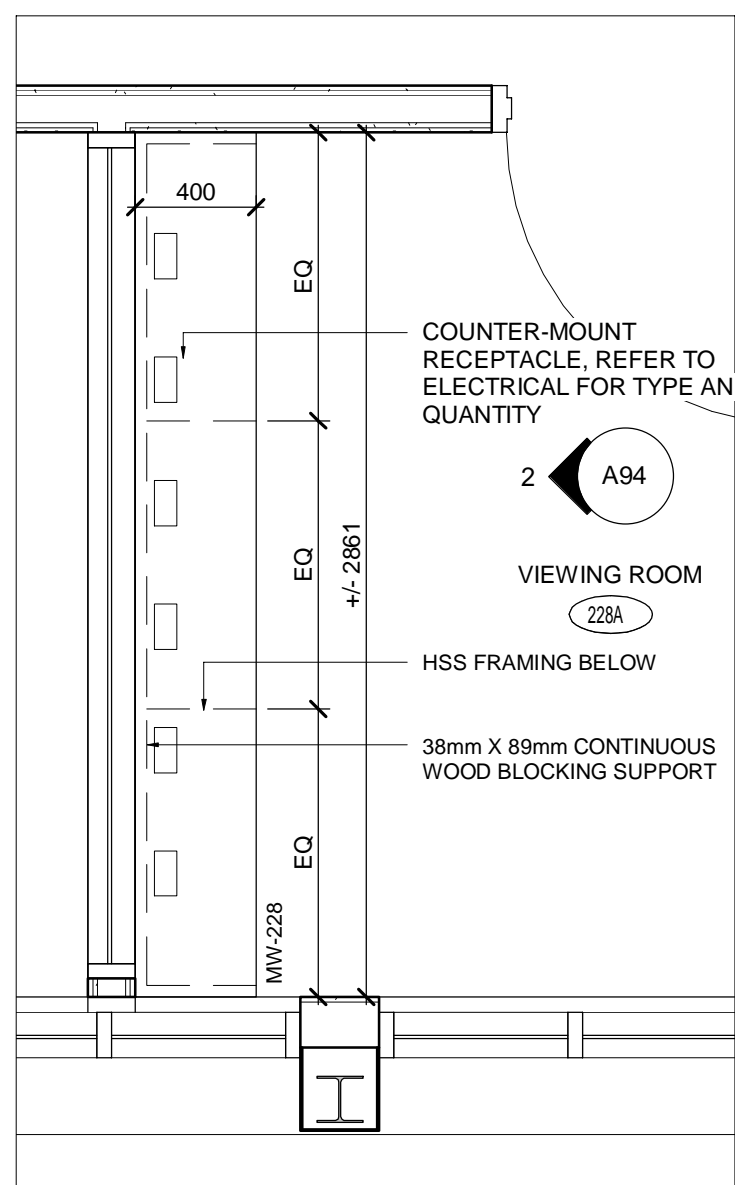 400
EQ
COUNTER-MOUNT
RECEPTACLE, REFER TO
ELECTRICAL FOR TYPE AN
QUANTITY
2
A94
EQ
+/- 2861
VIEWING ROOM
228A
HSS FRAMING BELOW
38mm X 89mm CONTINUOUS
WOOD BLOCKING SUPPORT
EQ
MW-228